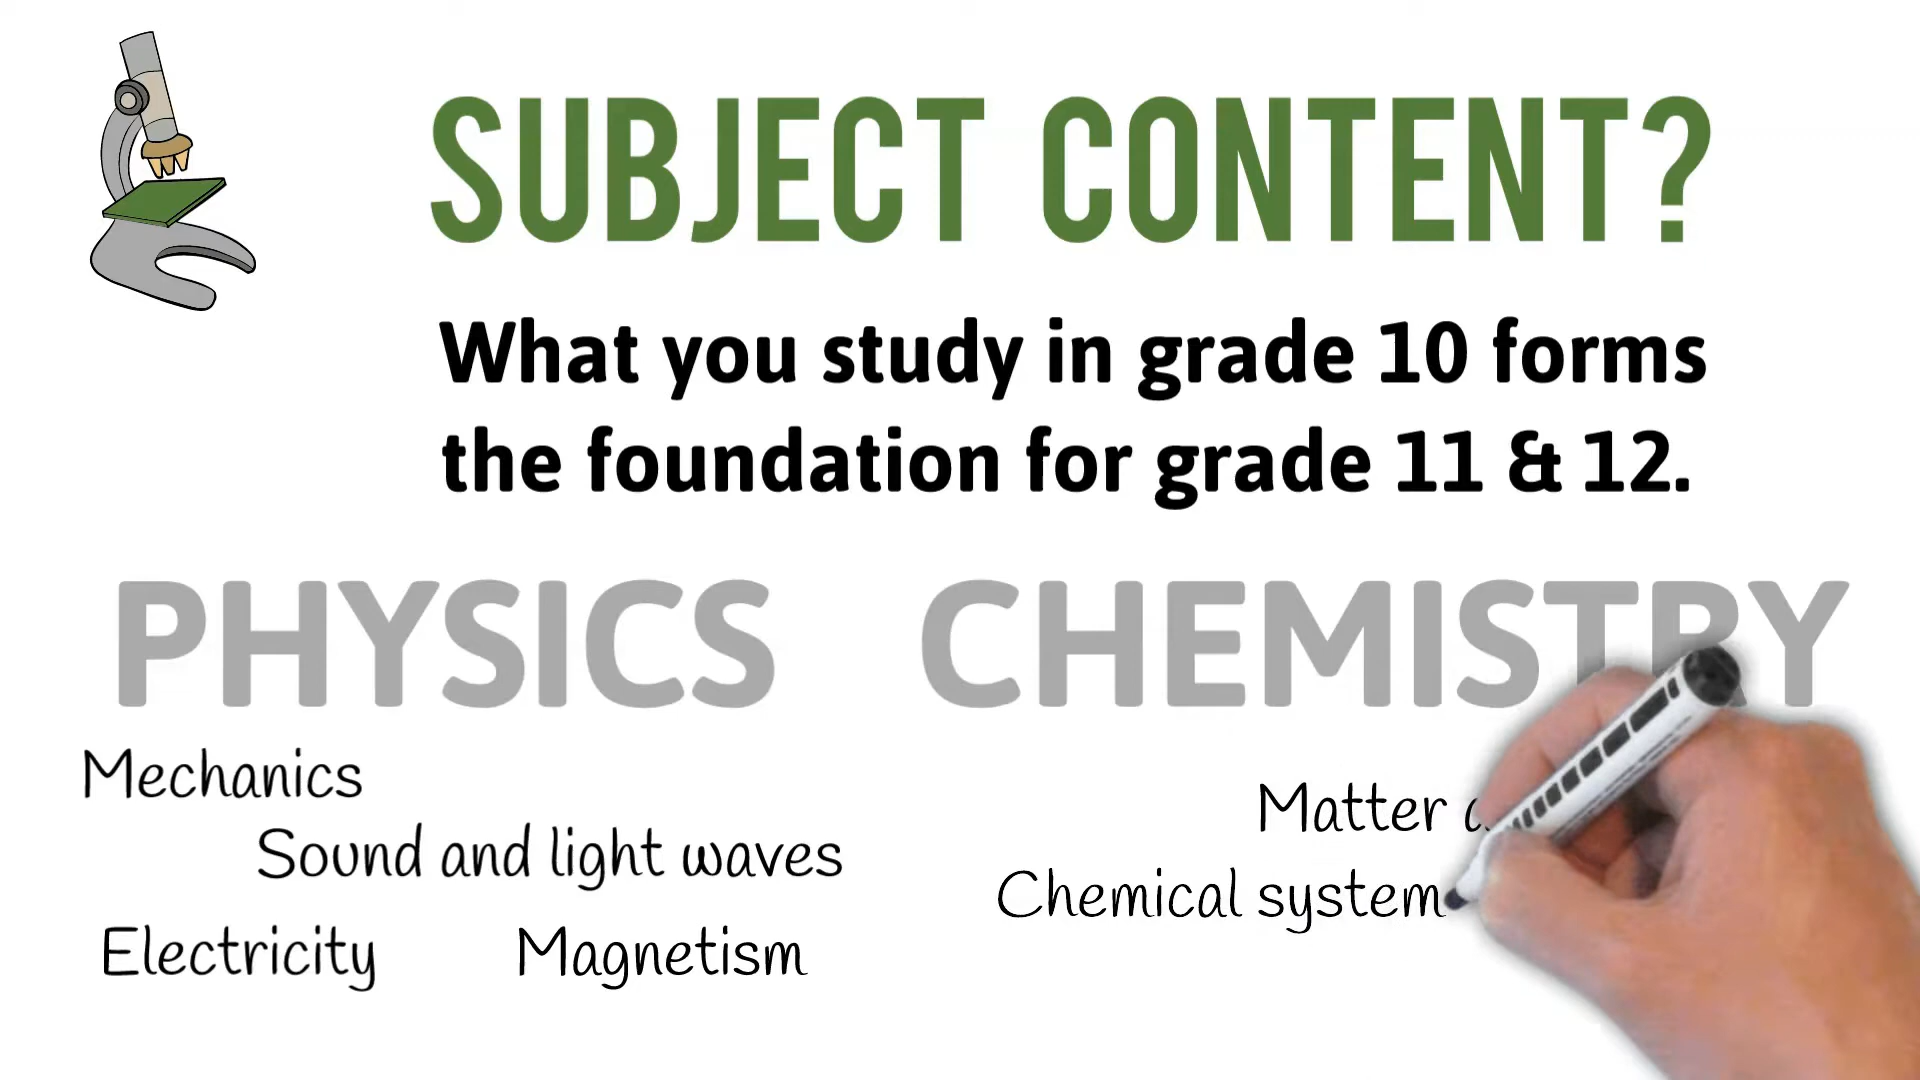 SUBJECT CONTENT?
What you study in grade 10 forms
the foundation for grade 11 & 12.
PHYSICS CHEMISTRY
Mechanics
Matter
Sound and light waves
Chemical system
Electricity Magnetism